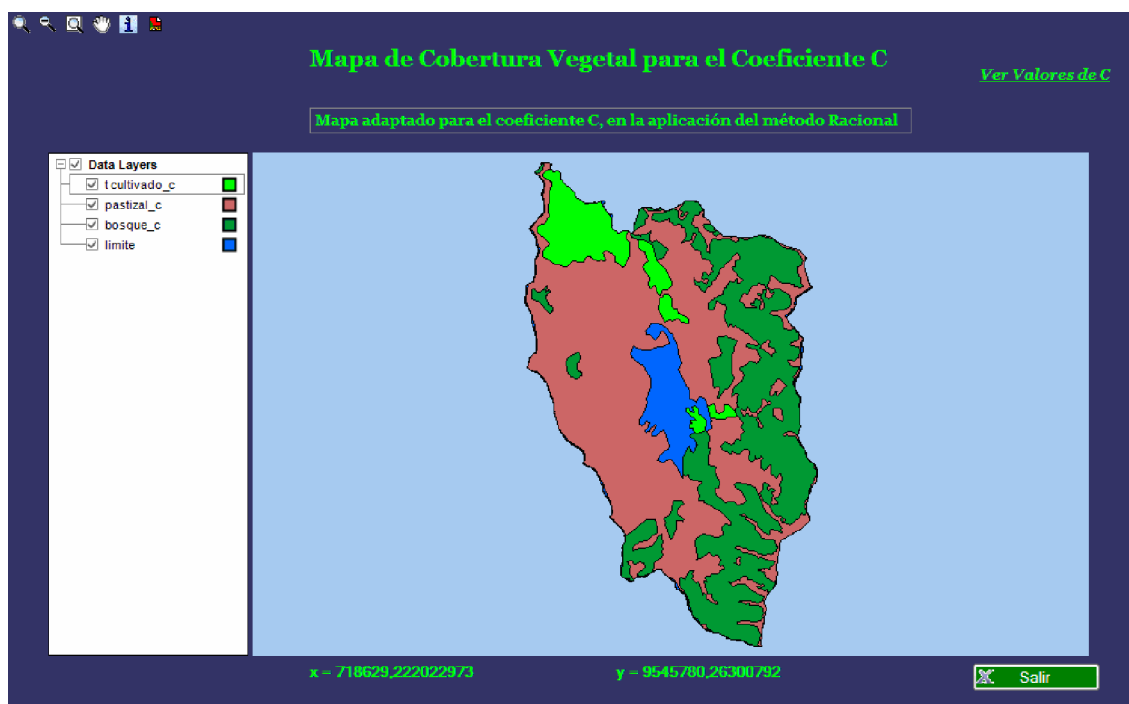 Mapa de Cobertura Vegetal para el Coeficiente C
Ver Valores de C
Mapa adaptado para el coeficiente C, en la aplicación del método Racional
Data Layers
t cultivado_c
pastizal_c
bosque_c
limite
x = 718629,222022973
y = 9545780,26300792
Salir